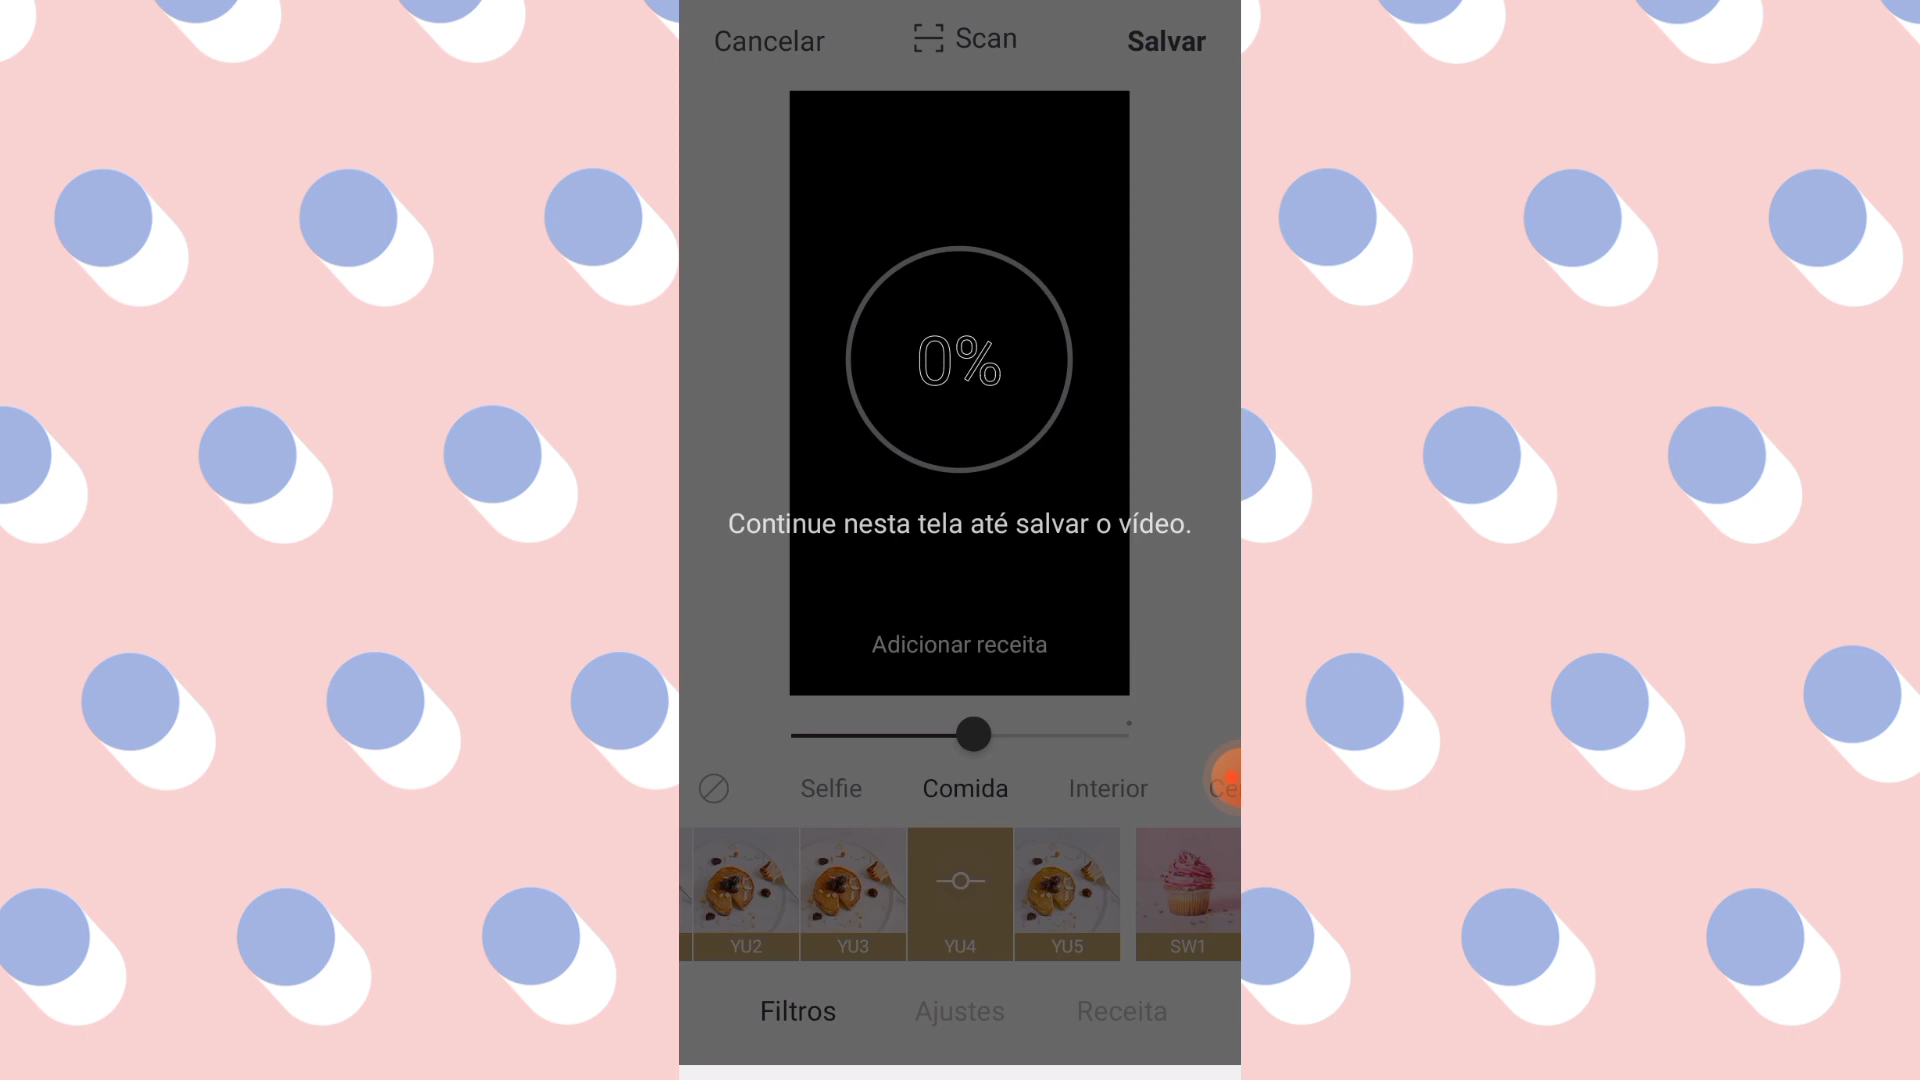 Cancelar
Scan
Salvar
0%
Continue nesta tela até salvar o vídeo.
Adicionar receita
Selfie
Comida
Interior
Ce
YU2
YU3
YU4
YU5
SW1
Filtros
Ajustes
Receita